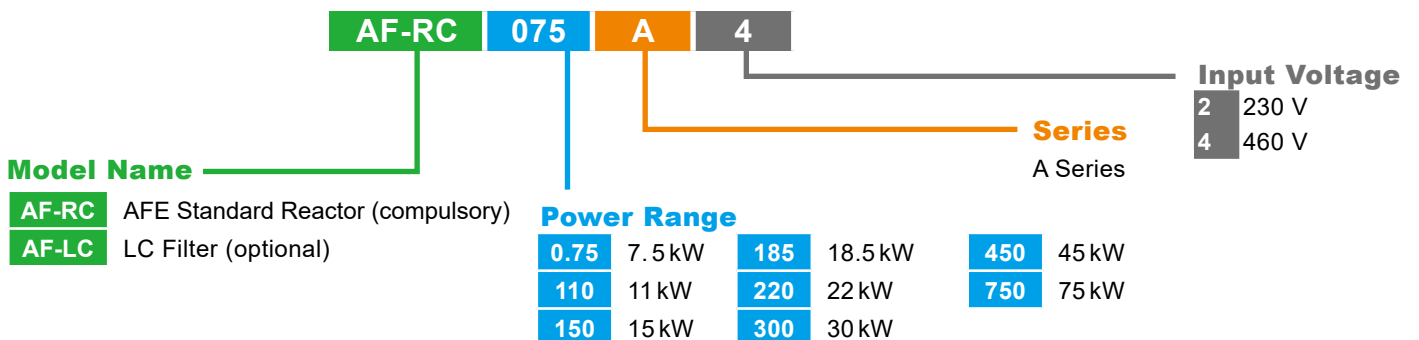 AF-RC 075 A 4
Input Voltage
2 230 V
4 460 V
Series
A Series
Model Name
AF-RC AFE Standard Reactor (compulsory)
AF-LC LC Filter (optional)
Power Range
0.75 7.5 kW 185 18.5 kW 450 45 kW
110 11 kW 220 22 kW 750 75 kW
150 15 kW 300 30 kW